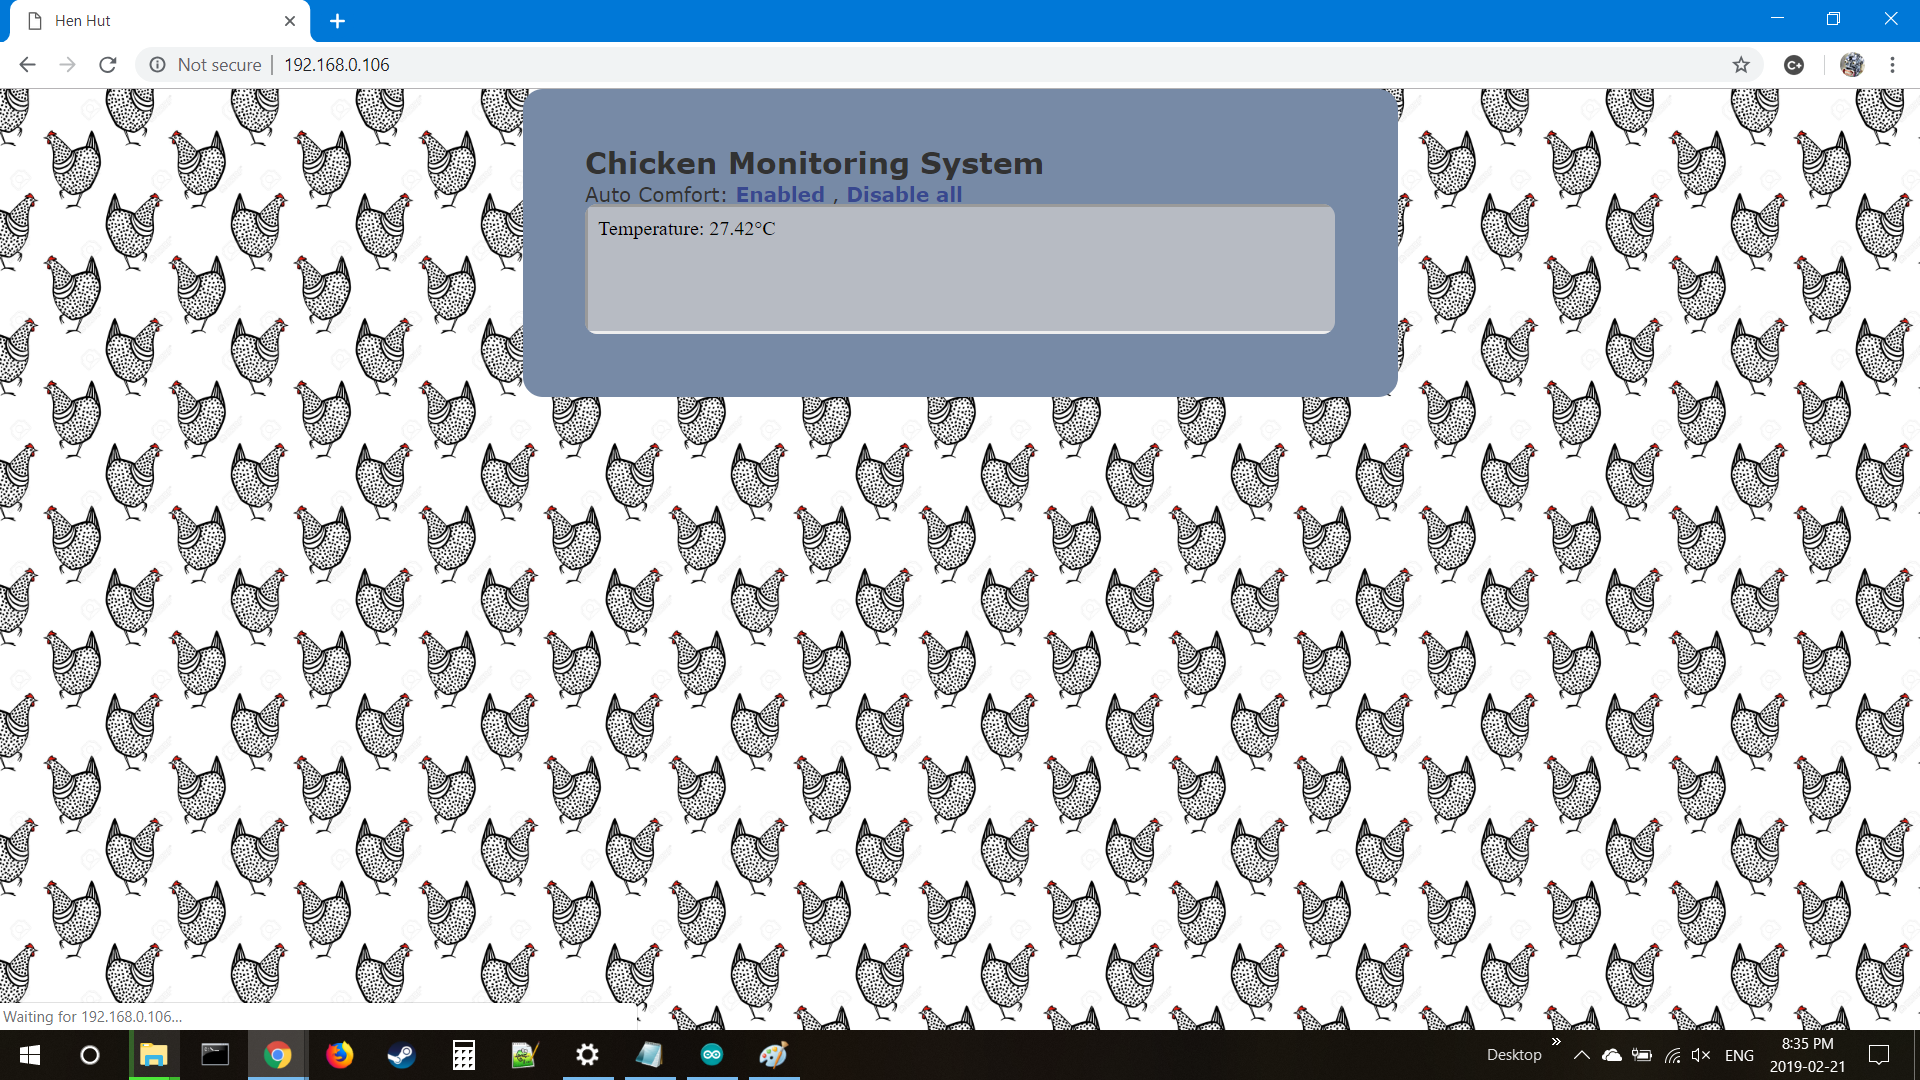 Hen Hut
Not secure | 192.168.0.106
Chicken Monitoring System
Auto Comfort: Enabled , Disable all
Temperature: 27.42°C
Waiting for 192.168.0.106...
Desktop
ENG
8:35 PM
2019-02-21